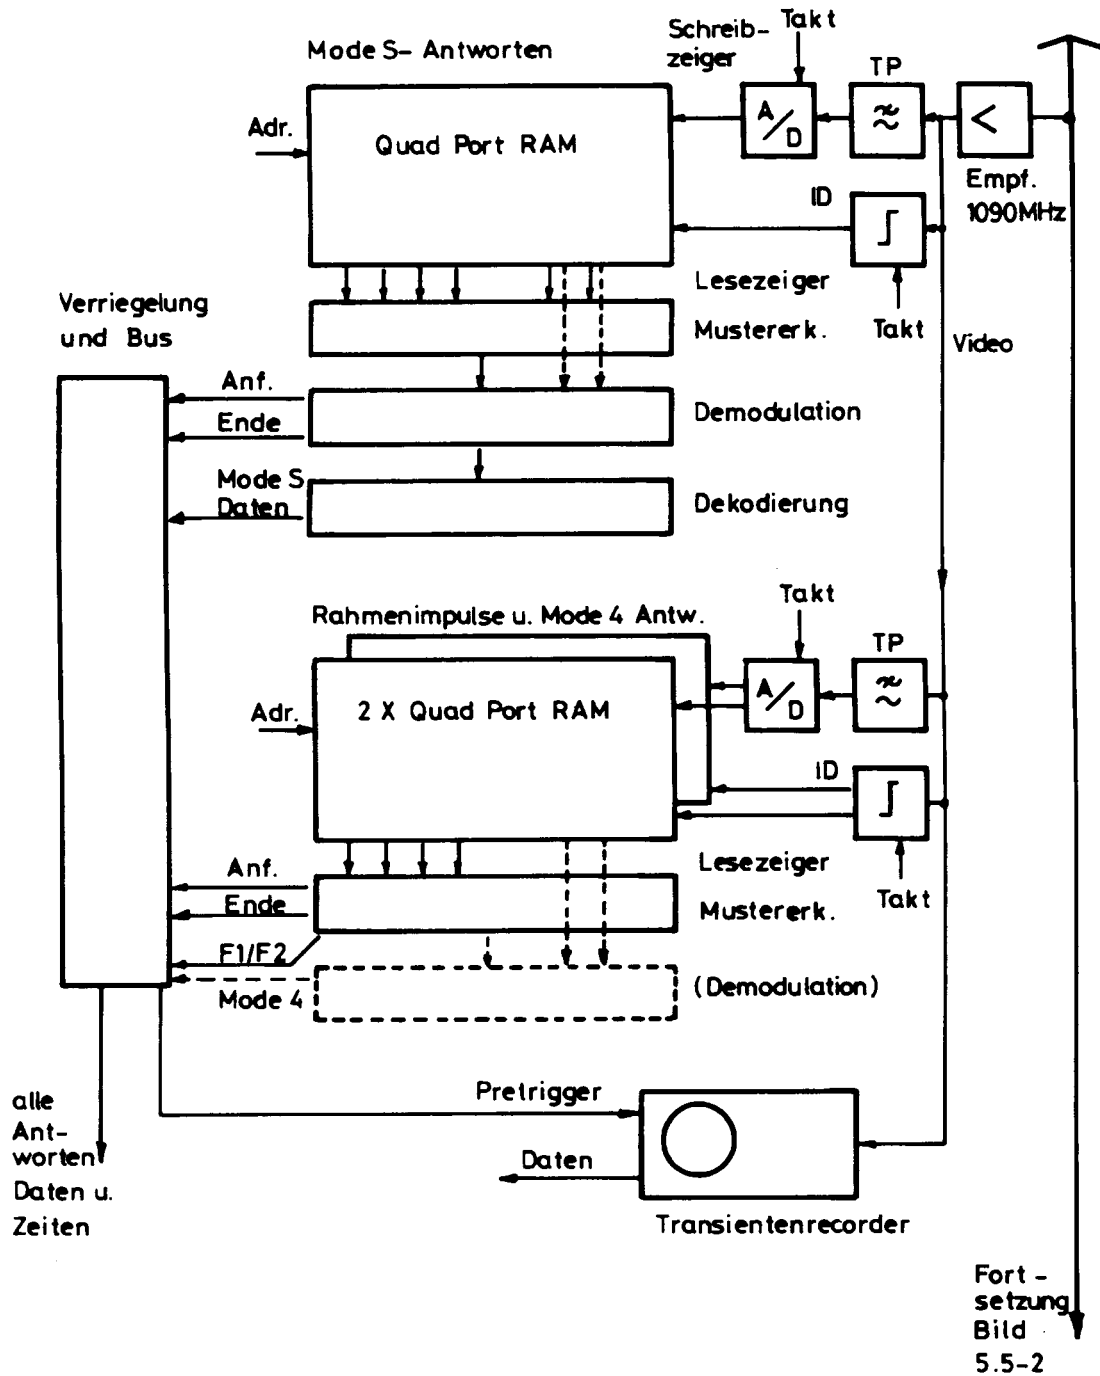 Mode S- Antworten
Schreib-
zeiger
Takt
TP
A/D
≈
<
Adr.
Quad Port RAM
ID
Empf.
1090MHz
Takt
Video
Lesezeiger
Mustererk.
Verriegelung
und Bus
Anf.
Ende
Demodulation
Mode S
Daten
Dekodierung
Rahmenimpulse u. Mode 4 Antw.
Takt
TP
A/D
≈
Adr.
2 X Quad Port RAM
ID
Takt
Lesezeiger
Mustererk.
Anf.
Ende
F1/F2
Mode 4
(Demodulation)
alle
Ant-
worten
Daten u.
Zeiten
Pretrigger
Daten
Transientenrecorder
Fort-
setzung
Bild
5.5-2